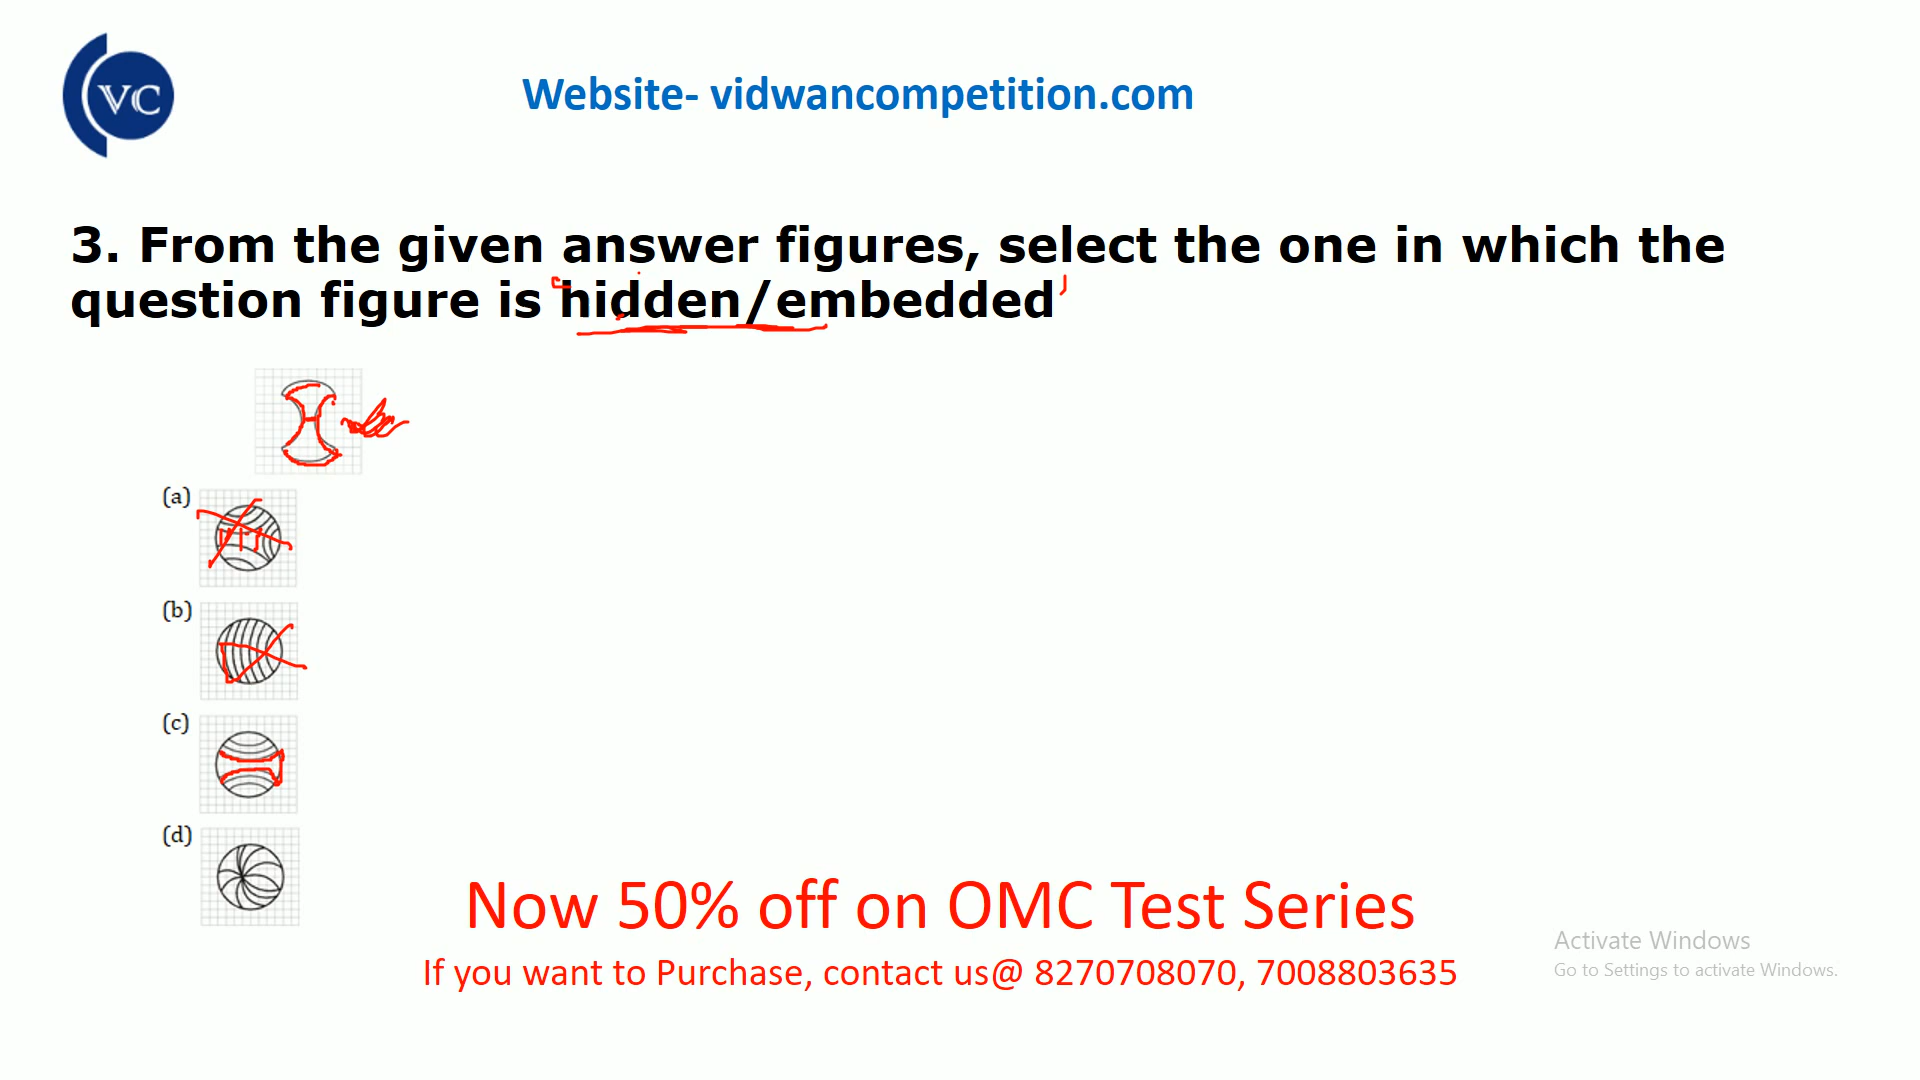 VC
Website- vidwancompetition.com
3. From the given answer figures, select the one in which the
question figure is hidden/embedded
(a)
(b)
(c)
(d)
Now 50% off on OMC Test Series
If you want to Purchase, contact us@ 8270708070, 7008803635
Activate Windows
Go to Settings to activate Windows.